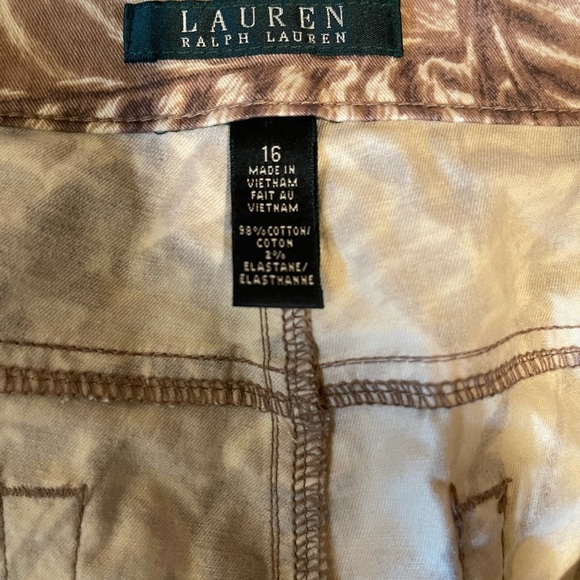 LAUREN
RALPH LAUREN
16
MADE IN
VIETNAM
FAIT AU
VIETNAM
98% COTTON/
COTON
2%
ELASTANE/
ELASTHANNE